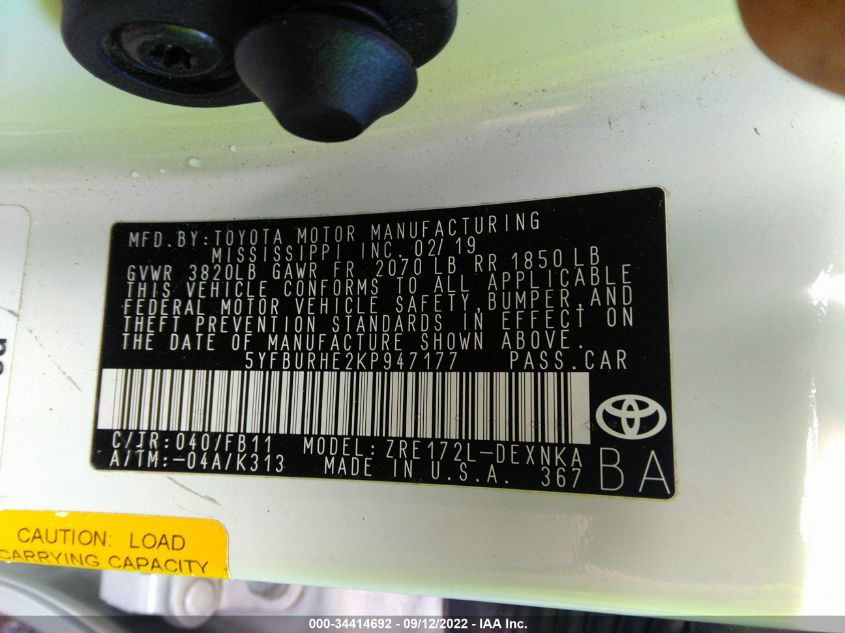 MFD.BY:TOYOTA MOTOR MANUFACTURING
MISSISSIPPI INC. 02/19
GVWR 3820LB GAWR FR 2070 LB RR 1850 LB
THIS VEHICLE CONFORMS TO ALL APPLICABLE
FEDERAL MOTOR VEHICLE SAFETY,BUMPER,AND
THEFT PREVENTION STANDARDS IN EFFECT ON
THE DATE OF MANUFACTURE SHOWN ABOVE.
5YFBURHE2KP947177 PASS.CAR
C/TR:040/FB11 MODEL:ZRE172L-DEXNKA
A/TM:-04A/K313 MADE IN U.S.A. 367
BA
CAUTION: LOAD
CARRYING CAPACITY
000-34414692 - 09/12/2022 - IAA Inc.